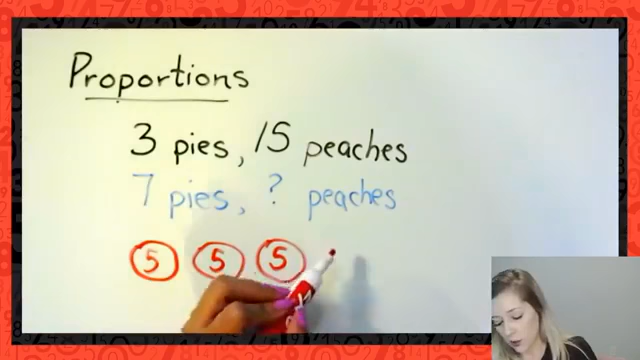 Proportions
3 pies, 15 peaches
7 pies, ? peaches
5 5 5